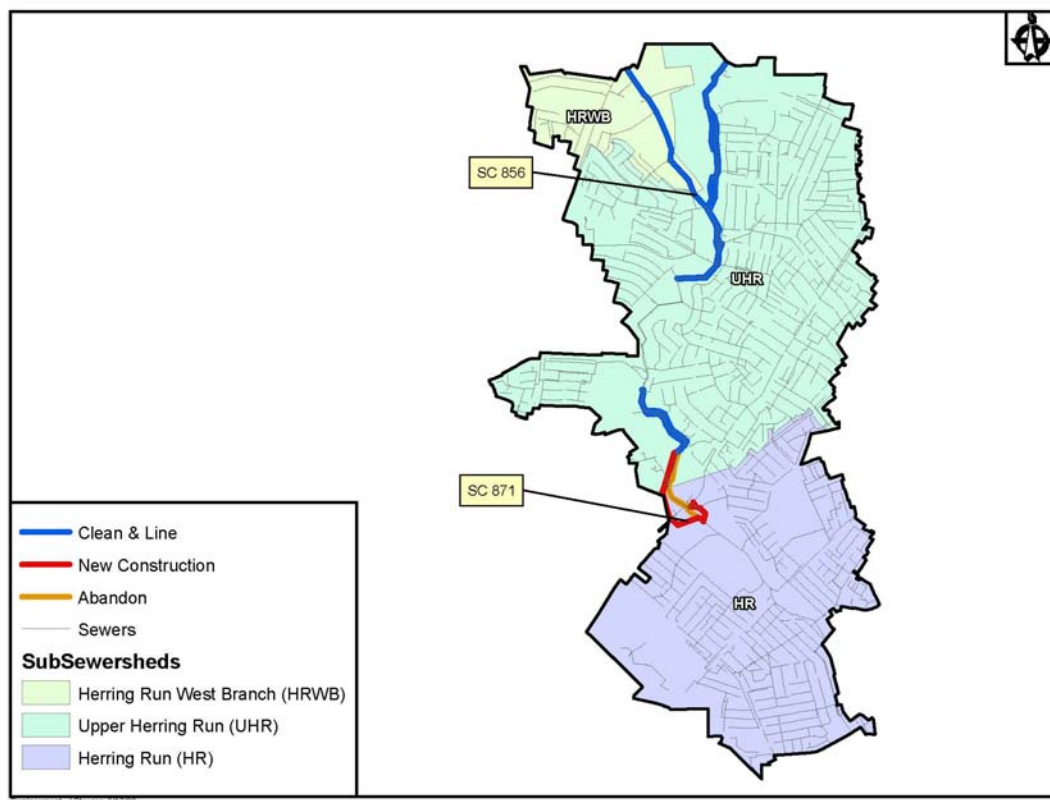 HRWB
SC 856
UHR
SC 871
HR
Clean & Line
New Construction
Abandon
Sewers
SubSewersheds
Herring Run West Branch (HRWB)
Upper Herring Run (UHR)
Herring Run (HR)